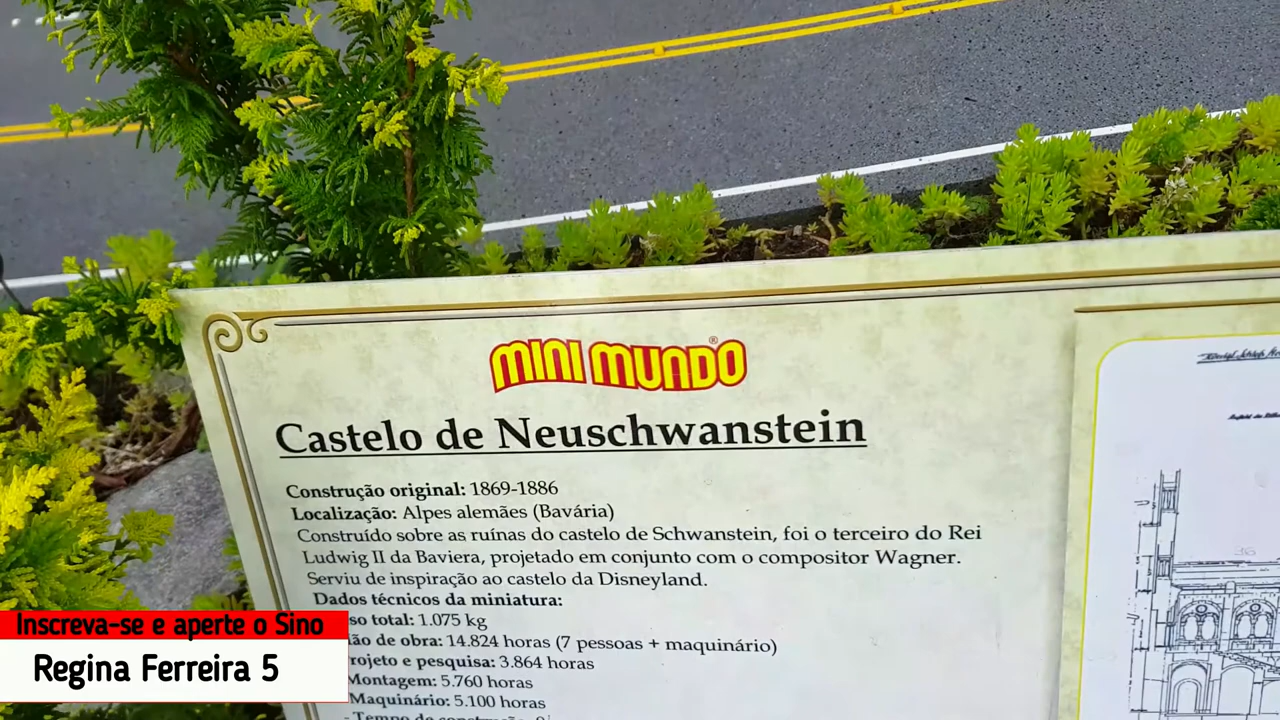 MINI MUNDO®
Castelo de Neuschwanstein
Construção original: 1869-1886
Localização: Alpes alemães (Bavária)
Construído sobre as ruínas do castelo de Schwanstein, foi o terceiro do Rei
Ludwig II da Baviera, projetado em conjunto com o compositor Wagner.
Serviu de inspiração ao castelo da Disneyland.
Dados técnicos da miniatura:
so total: 1.075 kg
ão de obra: 14.824 horas (7 pessoas + maquinário)
rojeto e pesquisa: 3.864 horas
Montagem: 5.760 horas
Maquinário: 5.100 horas
- Tempo de
Inscreva-se e aperte o Sino
Regina Ferreira 5